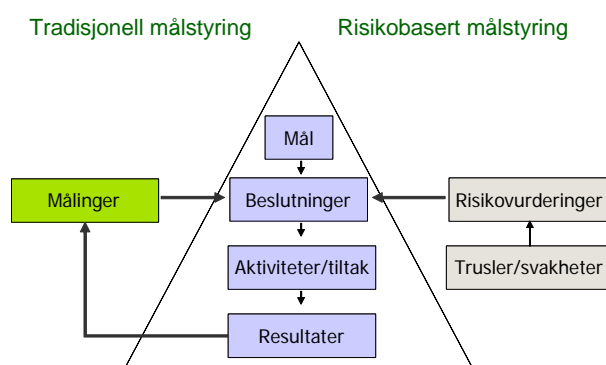 Tradisjonell målstyring
Risikobasert målstyring
Mål
Målinger
Beslutninger
Risikovurderinger
Aktiviteter/tiltak
Trusler/svakheter
Resultater